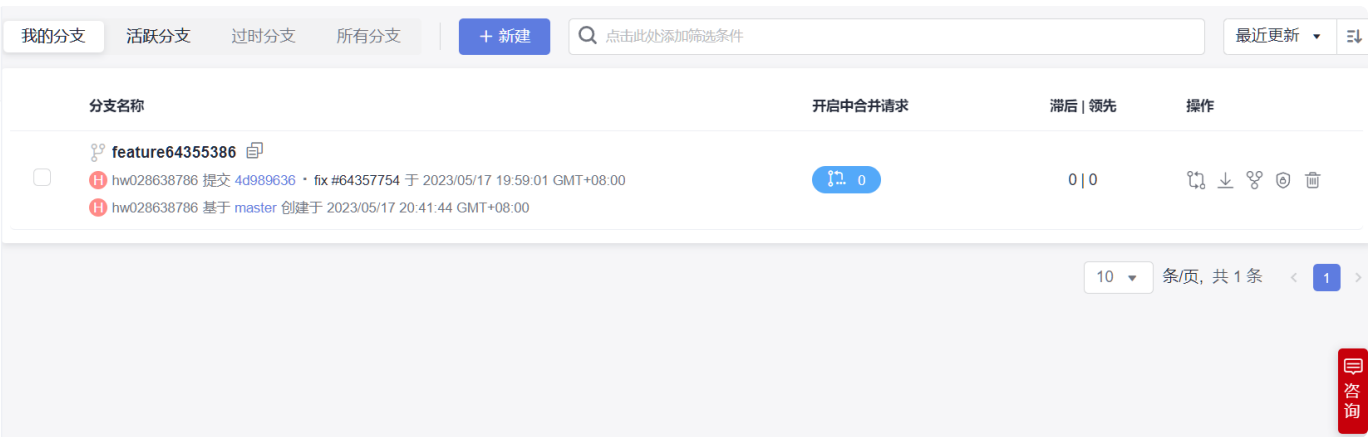 我的分支 活跃分支 过时分支 所有分支 + 新建 点击此处添加筛选条件 最近更新
分支名称 开启中合并请求 滞后 | 领先 操作
feature64355386
H hw028638786 提交 4d989636 · fix #64357754 于 2023/05/17 19:59:01 GMT+08:00
0 0 | 0
H hw028638786 基于 master 创建于 2023/05/17 20:41:44 GMT+08:00
10 条/页, 共 1 条 < 1 >
咨询